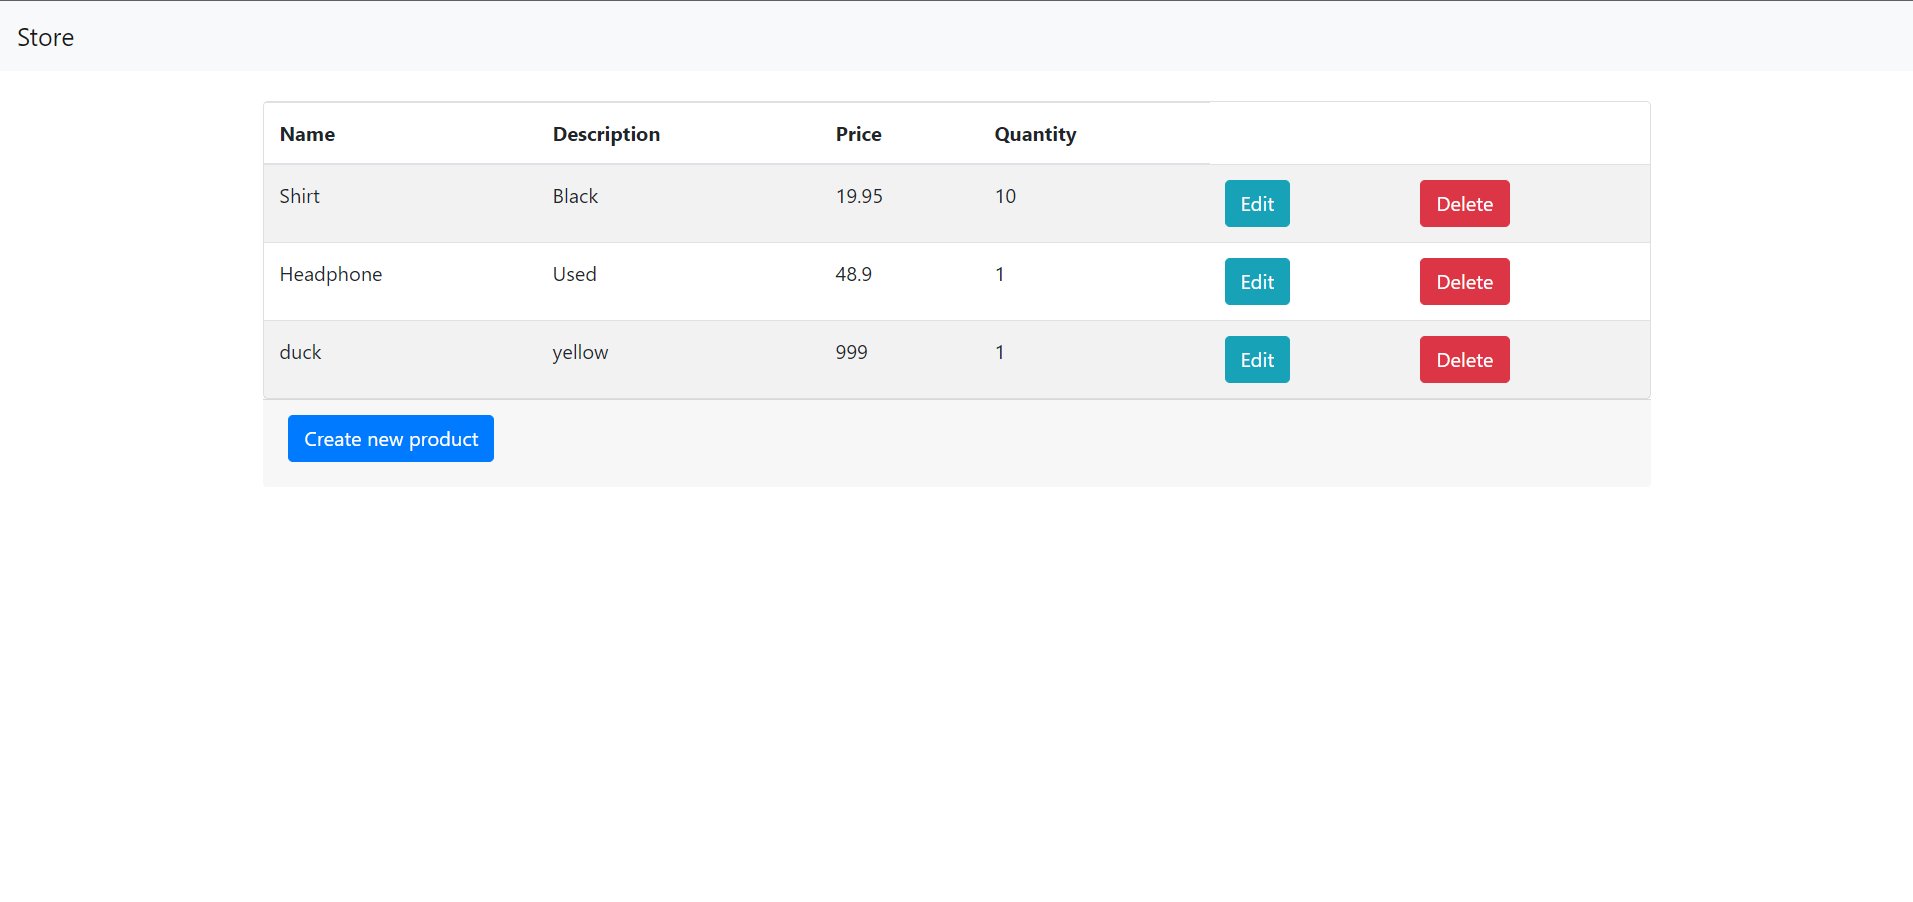 Store
Name Description Price Quantity
Shirt Black 19.95 10 Edit Delete
Headphone Used 48.9 1 Edit Delete
duck yellow 999 1 Edit Delete
Create new product